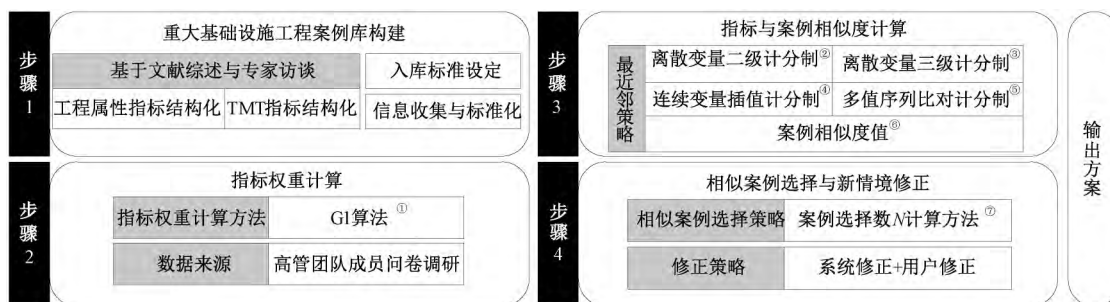 步骤1
重大基础设施工程案例库构建
基于文献综述与专家访谈
入库标准设定
工程属性指标结构化
TMT指标结构化
信息收集与标准化
步骤2
指标权重计算
指标权重计算方法
G1算法①
数据来源
高管团队成员问卷调研
步骤3
指标与案例相似度计算
最近邻策略
离散变量二级计分制②
离散变量三级计分制③
连续变量插值计分制④
多值序列比对计分制⑤
案例相似度值⑥
步骤4
相似案例选择与新情境修正
相似案例选择策略
案例选择数N计算方法⑦
修正策略
系统修正+用户修正
输出方案